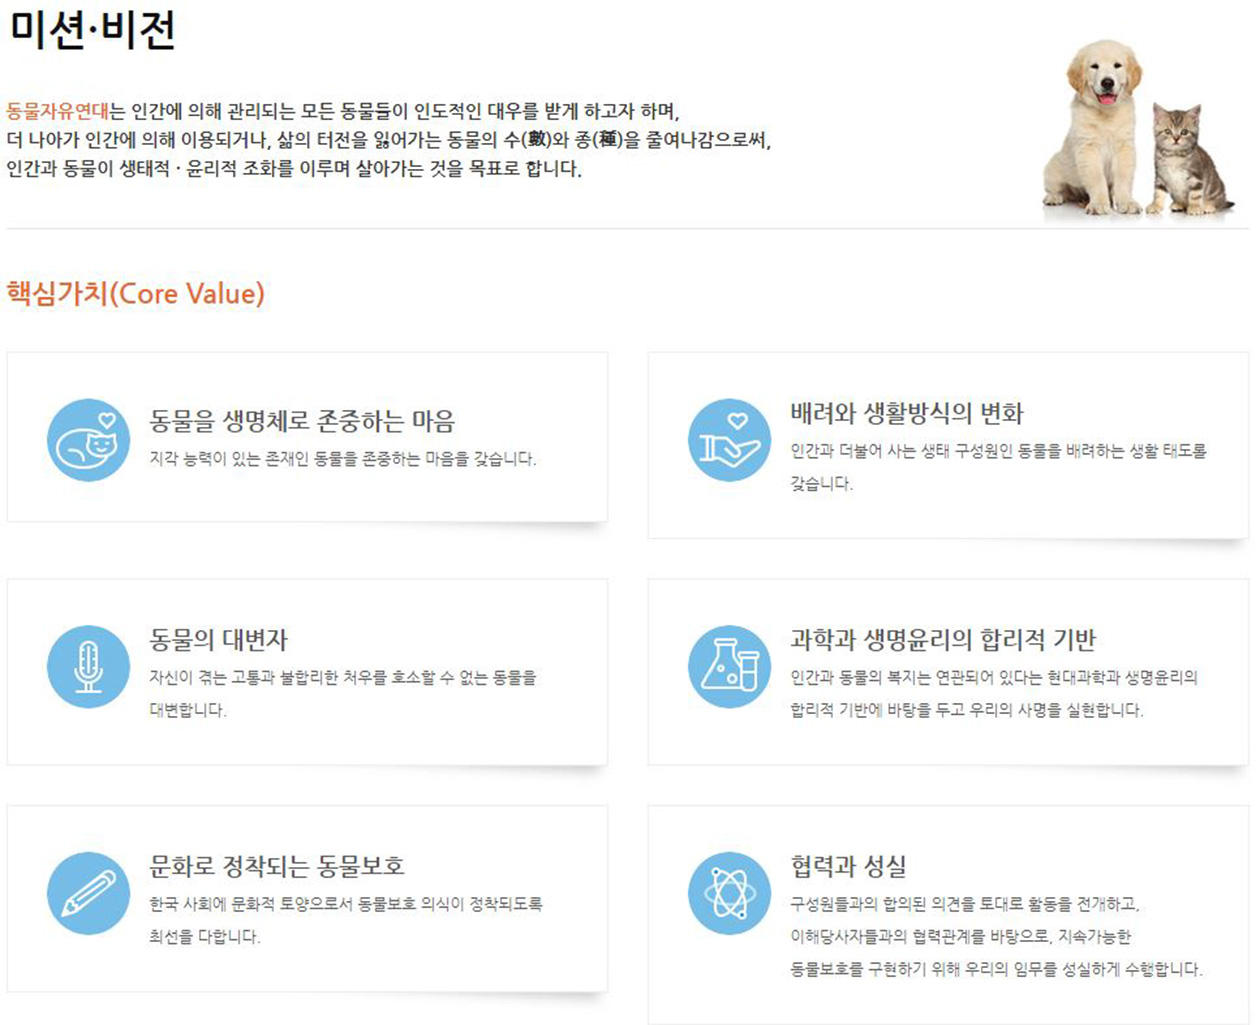 미션·비전
동물자유연대는 인간에 의해 관리되는 모든 동물들이 인도적인 대우를 받게 하고자 하며,
더 나아가 인간에 의해 이용되거나, 삶의 터전을 잃어가는 동물의 수(數)와 종(種)을 줄여나감으로써,
인간과 동물이 생태적 · 윤리적 조화를 이루며 살아가는 것을 목표로 합니다.
핵심가치(Core Value)
동물을 생명체로 존중하는 마음
지각 능력이 있는 존재인 동물을 존중하는 마음을 갖습니다.
배려와 생활방식의 변화
인간과 더불어 사는 생태 구성원인 동물을 배려하는 생활 태도를
갖습니다.
동물의 대변자
자신이 겪는 고통과 불합리한 처우를 호소할 수 없는 동물을
대변합니다.
과학과 생명윤리의 합리적 기반
인간과 동물의 복지는 연관되어 있다는 현대과학과 생명윤리의
합리적 기반에 바탕을 두고 우리의 사명을 실현합니다.
문화로 정착되는 동물보호
한국 사회에 문화적 토양으로서 동물보호 의식이 정착되도록
최선을 다합니다.
협력과 성실
구성원들과의 합의된 의견을 토대로 활동을 전개하고,
이해당사자들과의 협력관계를 바탕으로, 지속가능한
동물보호를 구현하기 위해 우리의 임무를 성실하게 수행합니다.